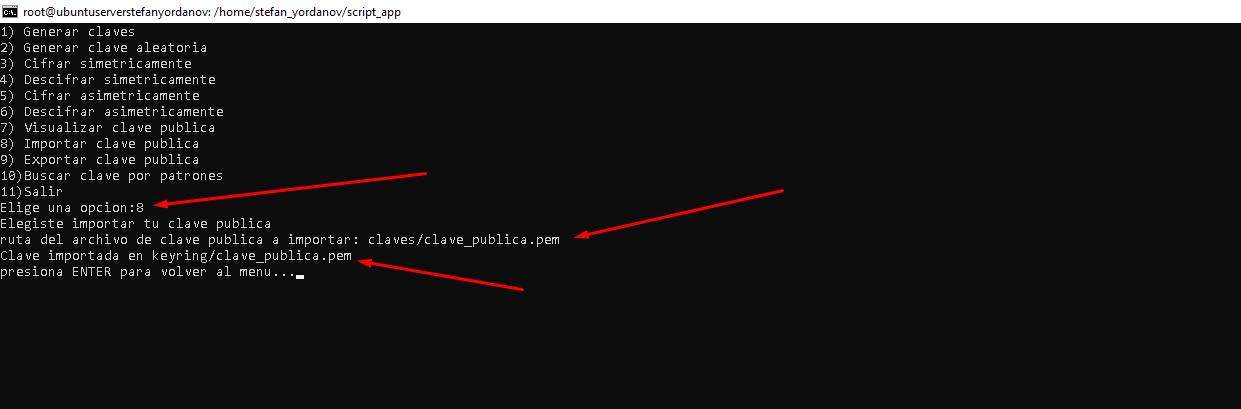 root@ubuntuserverstefanyordanov: /home/stefan_yordanov/script_app
1) Generar claves
2) Generar clave aleatoria
3) Cifrar simetricamente
4) Descifrar simetricamente
5) Cifrar asimetricamente
6) Descifrar asimetricamente
7) Visualizar clave publica
8) Importar clave publica
9) Exportar clave publica
10)Buscar clave por patrones
11)Salir
Elige una opcion:8
Elegiste importar tu clave publica
ruta del archivo de clave publica a importar: claves/clave_publica.pem
Clave importada en keyring/clave_publica.pem
presiona ENTER para volver al menu...